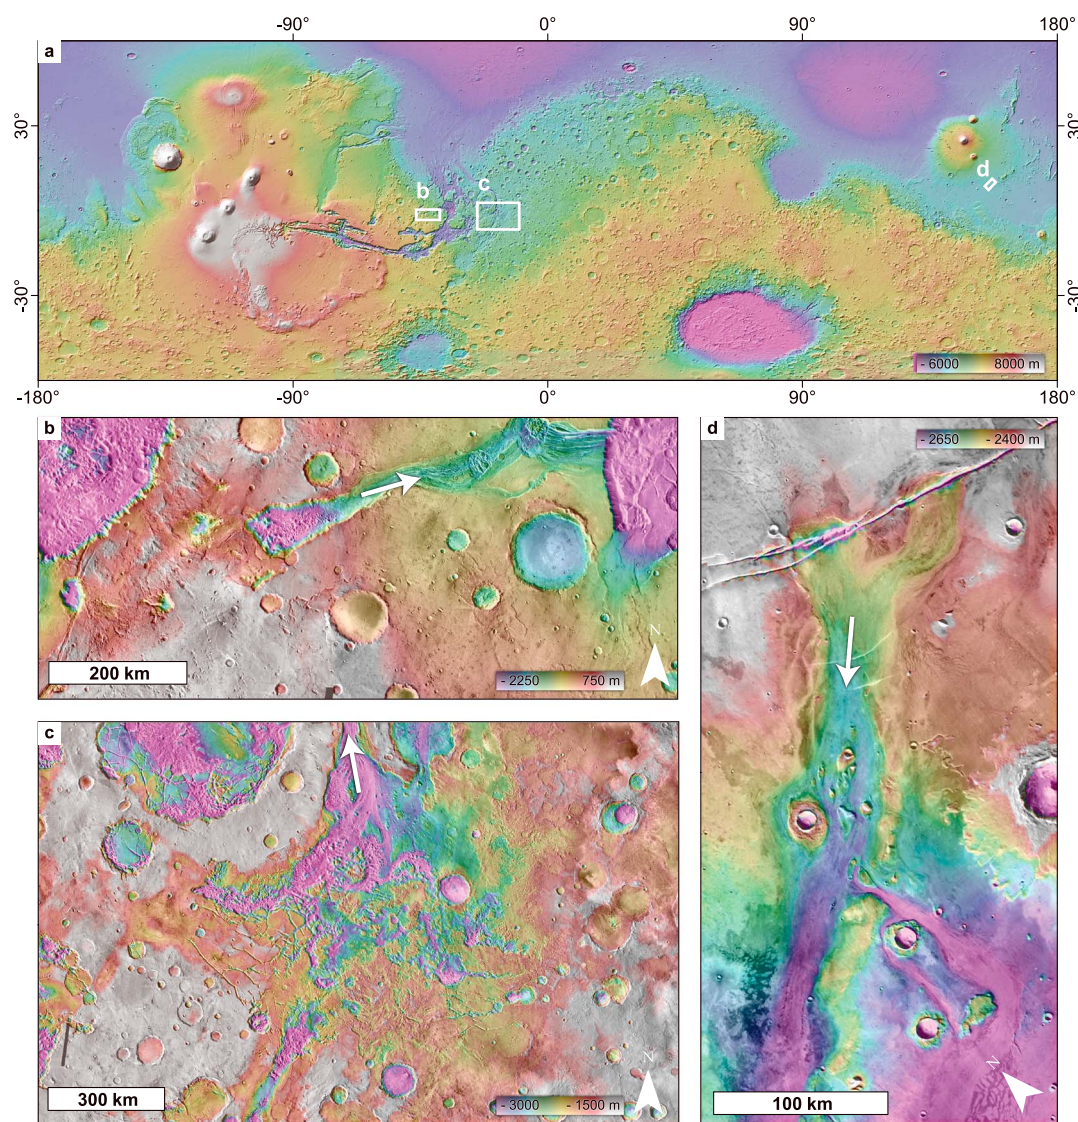 -90° 0° 90° 180°
a
30° 30°
b c d
-30° -30°
- 6000 8000 m
-180° -90° 0° 90° 180°
b
N
200 km
- 2250 750 m
c
N
300 km
- 3000 - 1500 m
d
- 2650 - 2400 m
N
100 km